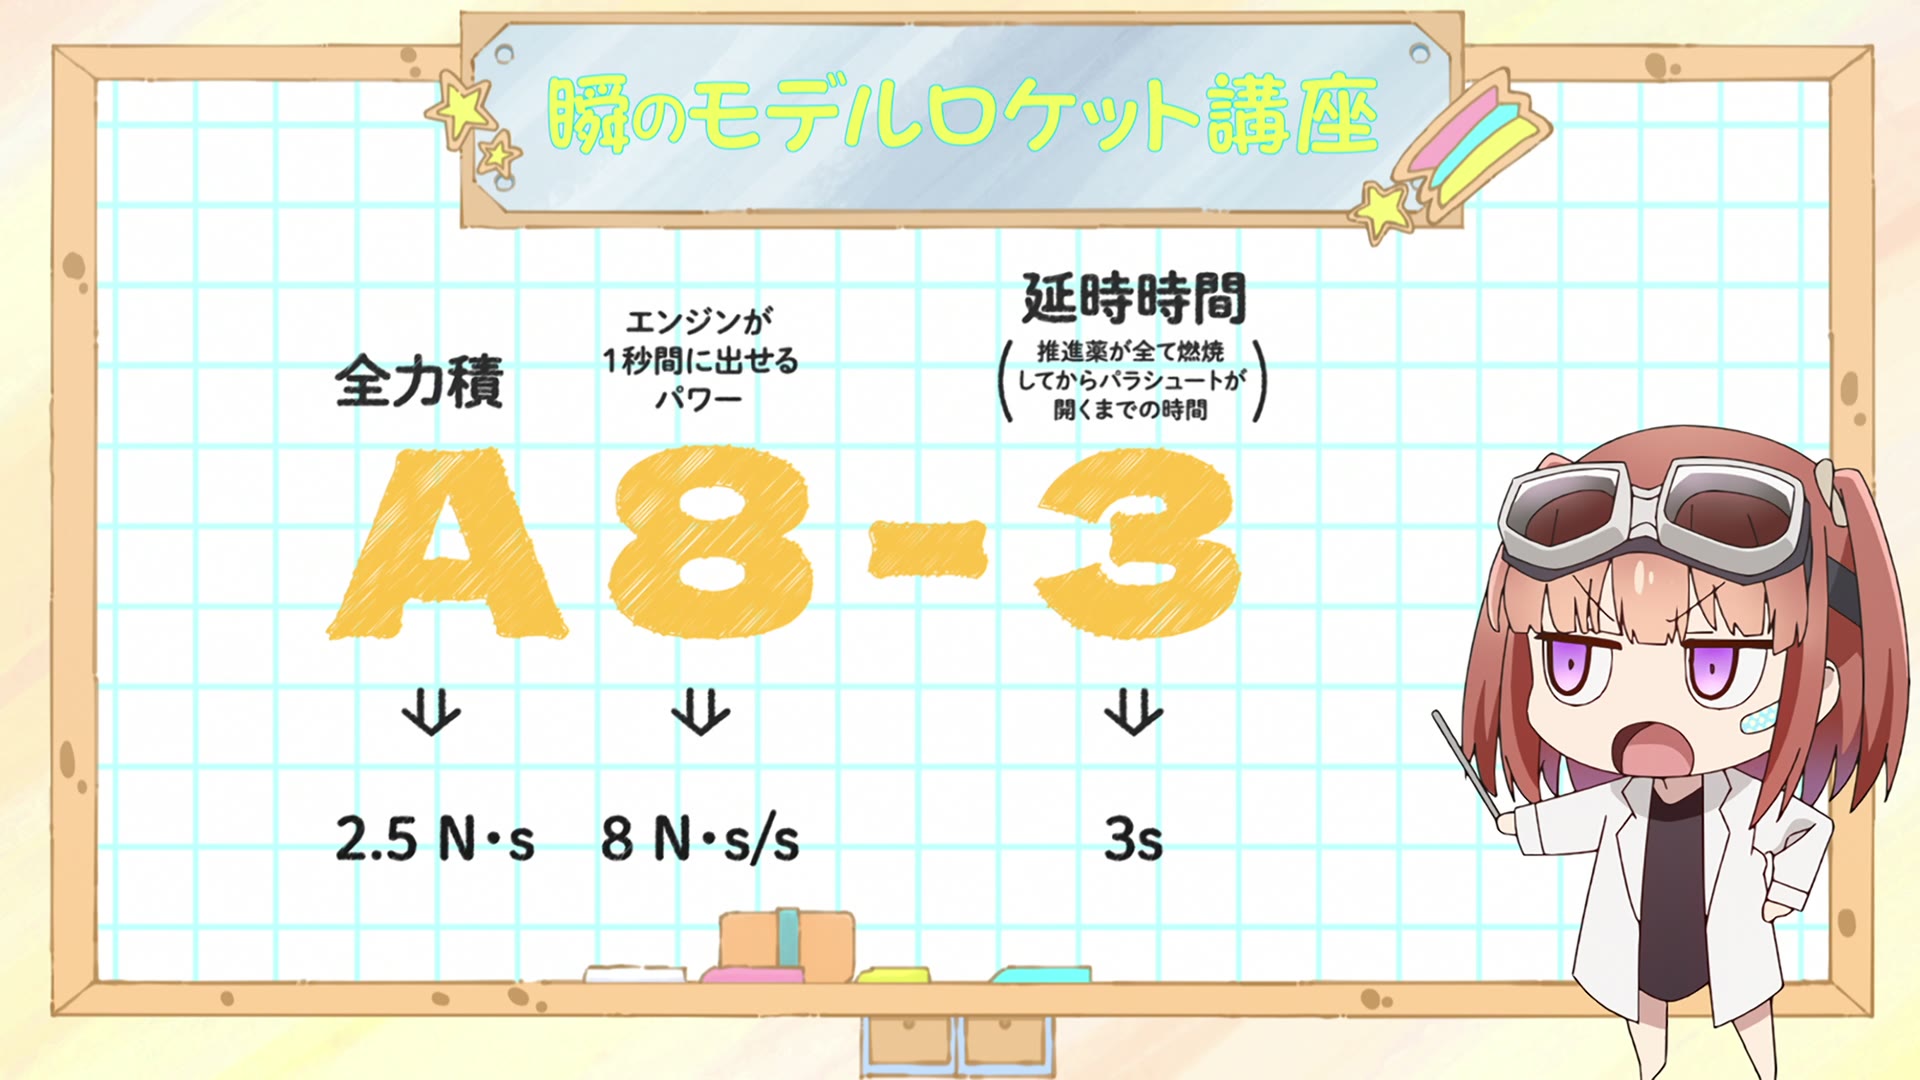 瞬のモデルロケット講座
全力積
エンジンが
1秒間に出せる
パワー
延時時間
(推進薬が全て燃焼
してからパラシュートが
開くまでの時間)
A8-3
⇓ ⇓ ⇓
2.5 N・s 8 N・s/s 3s